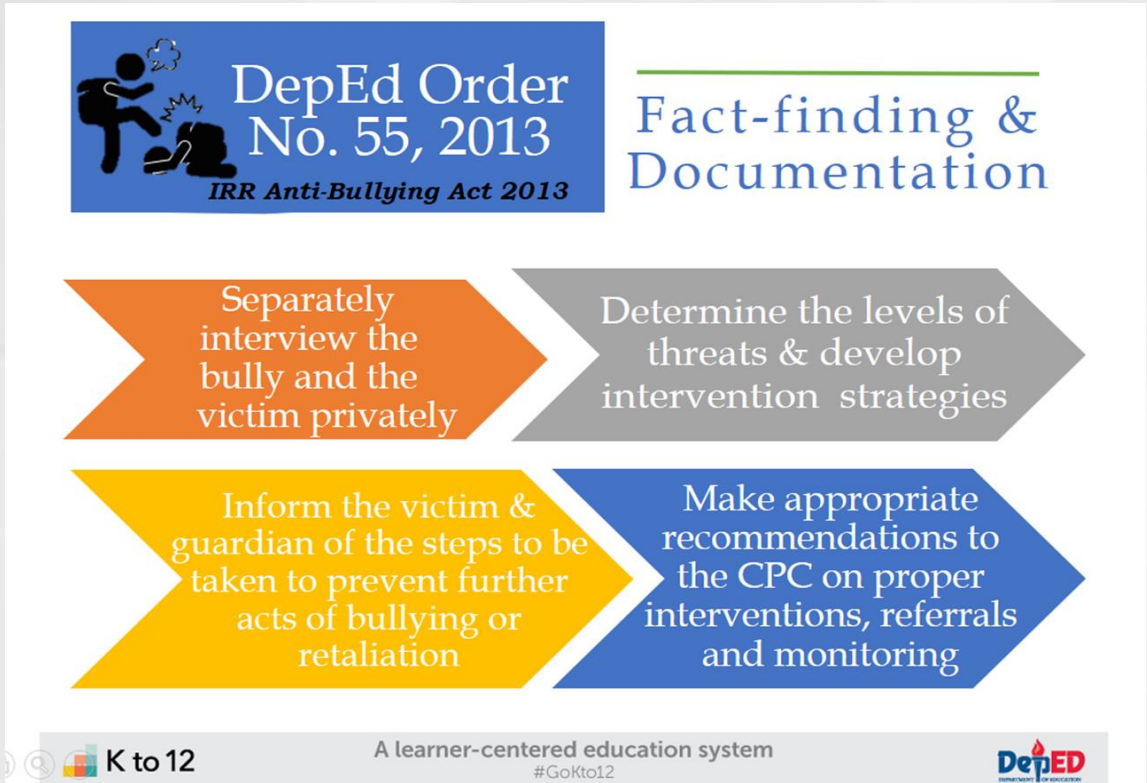 DepEd Order
No. 55, 2013
IRR Anti-Bullying Act 2013
Fact-finding &
Documentation
Separately
interview the
bully and the
victim privately
Determine the levels of
threats & develop
intervention strategies
Inform the victim &
guardian of the steps to be
taken to prevent further
acts of bullying or
retaliation
Make appropriate
recommendations to
the CPC on proper
interventions, referrals
and monitoring
K to 12
A learner-centered education system
#GoKto12
DepED
DEPARTMENT OF EDUCATION